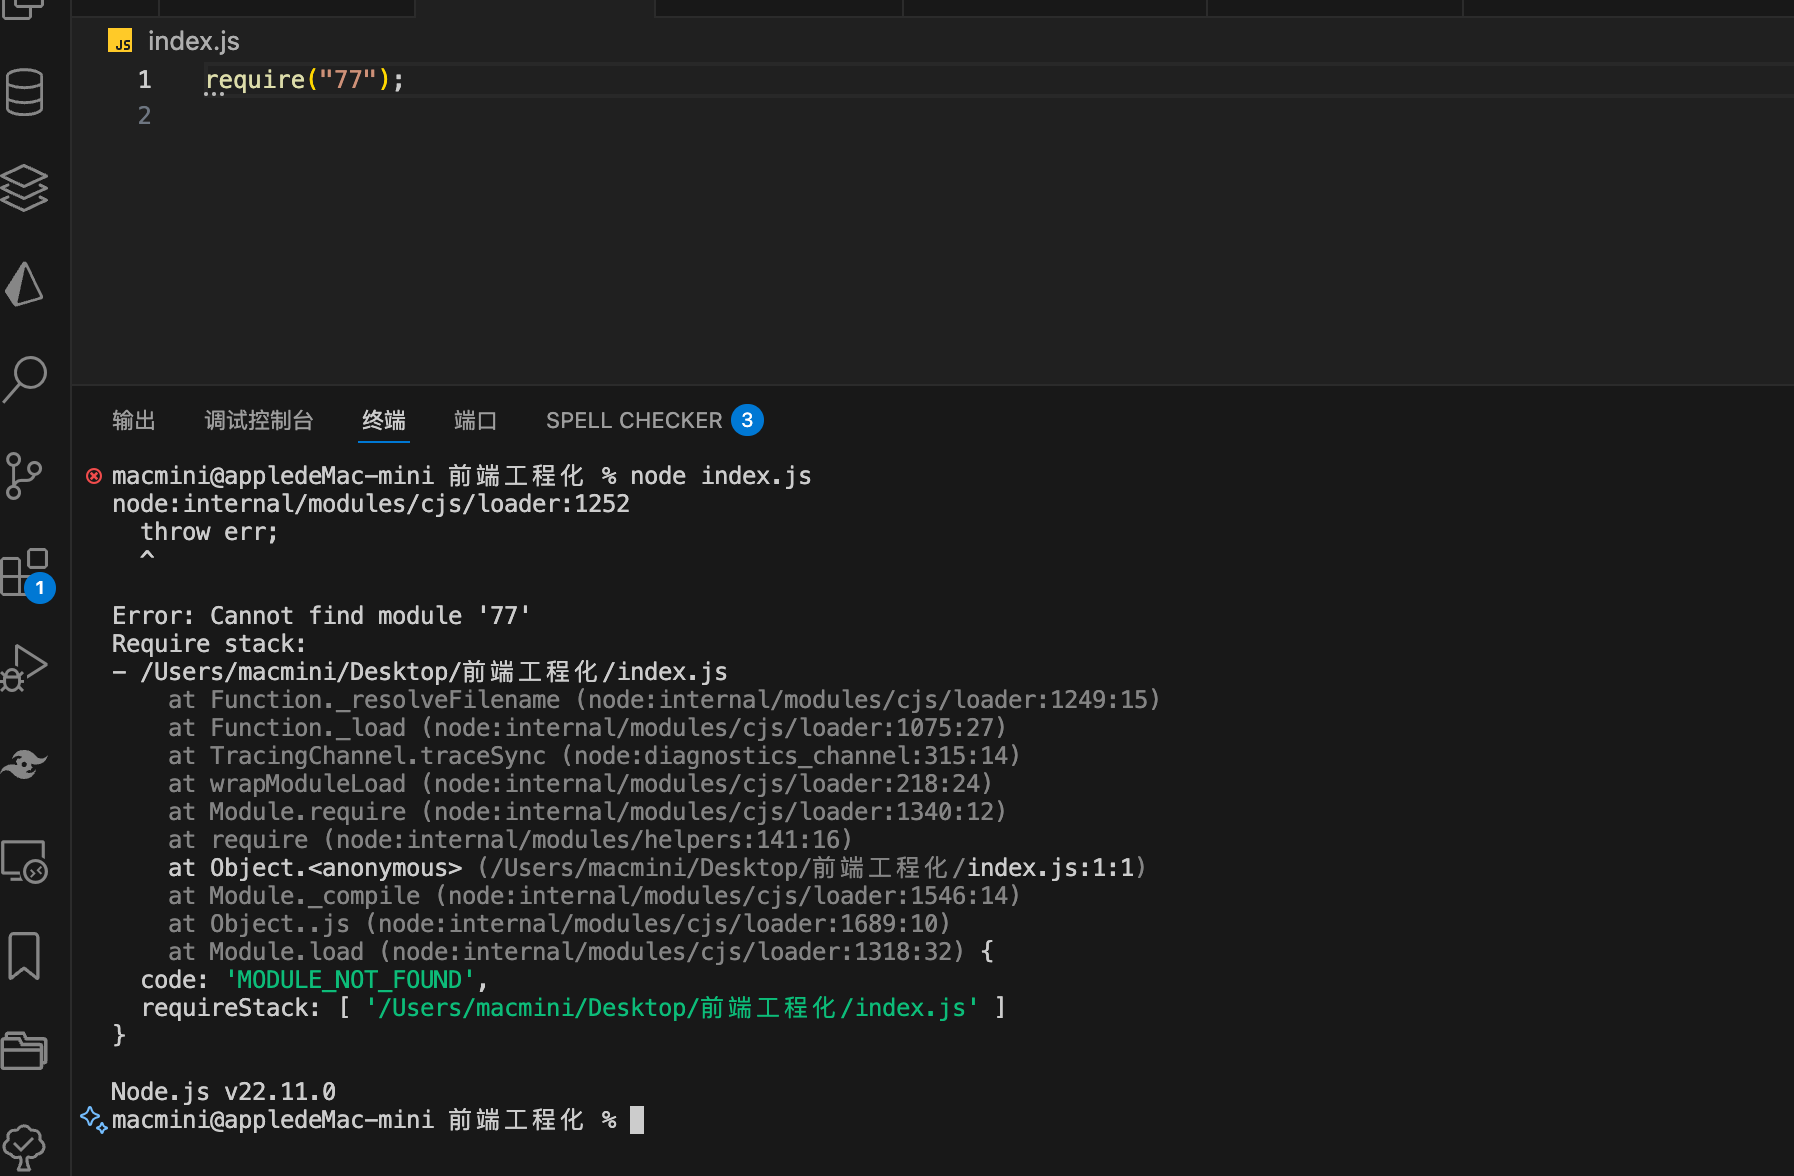 JS index.js
1 require("77");
2
输出 调试控制台 终端 端口 SPELL CHECKER 3
macmini@appledeMac-mini 前端工程化 % node index.js
node:internal/modules/cjs/loader:1252
  throw err;
  ^
1
Error: Cannot find module '77'
Require stack:
- /Users/macmini/Desktop/前端工程化/index.js
    at Function._resolveFilename (node:internal/modules/cjs/loader:1249:15)
    at Function._load (node:internal/modules/cjs/loader:1075:27)
    at TracingChannel.traceSync (node:diagnostics_channel:315:14)
    at wrapModuleLoad (node:internal/modules/cjs/loader:218:24)
    at Module.require (node:internal/modules/cjs/loader:1340:12)
    at require (node:internal/modules/helpers:141:16)
    at Object.<anonymous> (/Users/macmini/Desktop/前端工程化/index.js:1:1)
    at Module._compile (node:internal/modules/cjs/loader:1546:14)
    at Object..js (node:internal/modules/cjs/loader:1689:10)
    at Module.load (node:internal/modules/cjs/loader:1318:32) {
  code: 'MODULE_NOT_FOUND',
  requireStack: [ '/Users/macmini/Desktop/前端工程化/index.js' ]
}
Node.js v22.11.0
macmini@appledeMac-mini 前端工程化 %